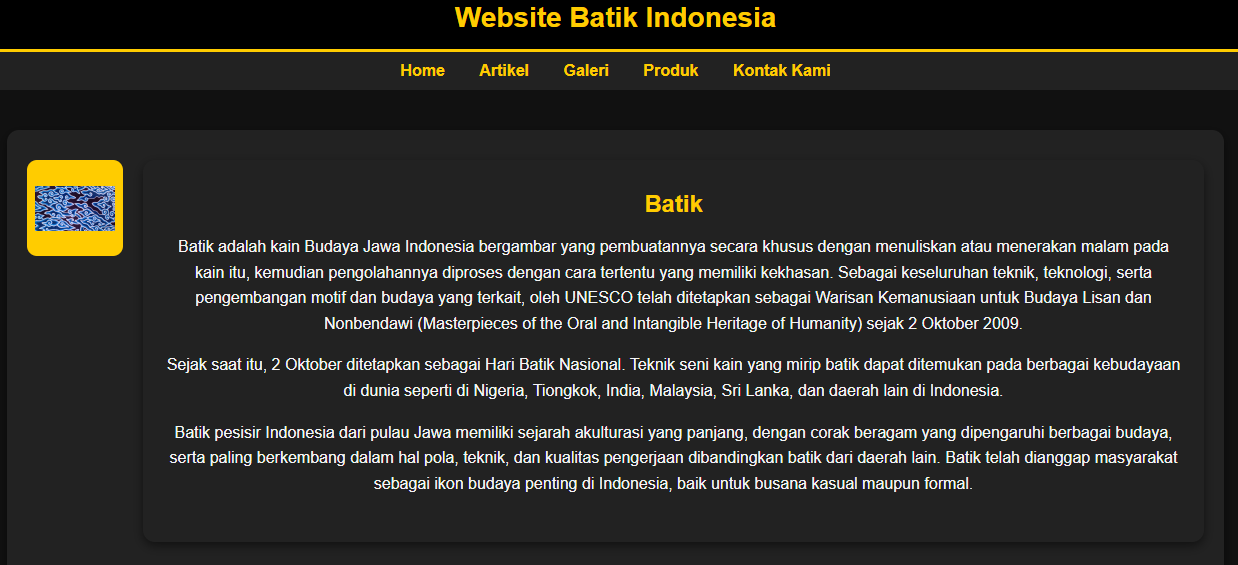 Website Batik Indonesia
Home Artikel Galeri Produk Kontak Kami
Batik
Batik adalah kain Budaya Jawa Indonesia bergambar yang pembuatannya secara khusus dengan menuliskan atau menerakan malam pada
kain itu, kemudian pengolahannya diproses dengan cara tertentu yang memiliki kekhasan. Sebagai keseluruhan teknik, teknologi, serta
pengembangan motif dan budaya yang terkait, oleh UNESCO telah ditetapkan sebagai Warisan Kemanusiaan untuk Budaya Lisan dan
Nonbendawi (Masterpieces of the Oral and Intangible Heritage of Humanity) sejak 2 Oktober 2009.
Sejak saat itu, 2 Oktober ditetapkan sebagai Hari Batik Nasional. Teknik seni kain yang mirip batik dapat ditemukan pada berbagai kebudayaan
di dunia seperti di Nigeria, Tiongkok, India, Malaysia, Sri Lanka, dan daerah lain di Indonesia.
Batik pesisir Indonesia dari pulau Jawa memiliki sejarah akulturasi yang panjang, dengan corak beragam yang dipengaruhi berbagai budaya,
serta paling berkembang dalam hal pola, teknik, dan kualitas pengerjaan dibandingkan batik dari daerah lain. Batik telah dianggap masyarakat
sebagai ikon budaya penting di Indonesia, baik untuk busana kasual maupun formal.